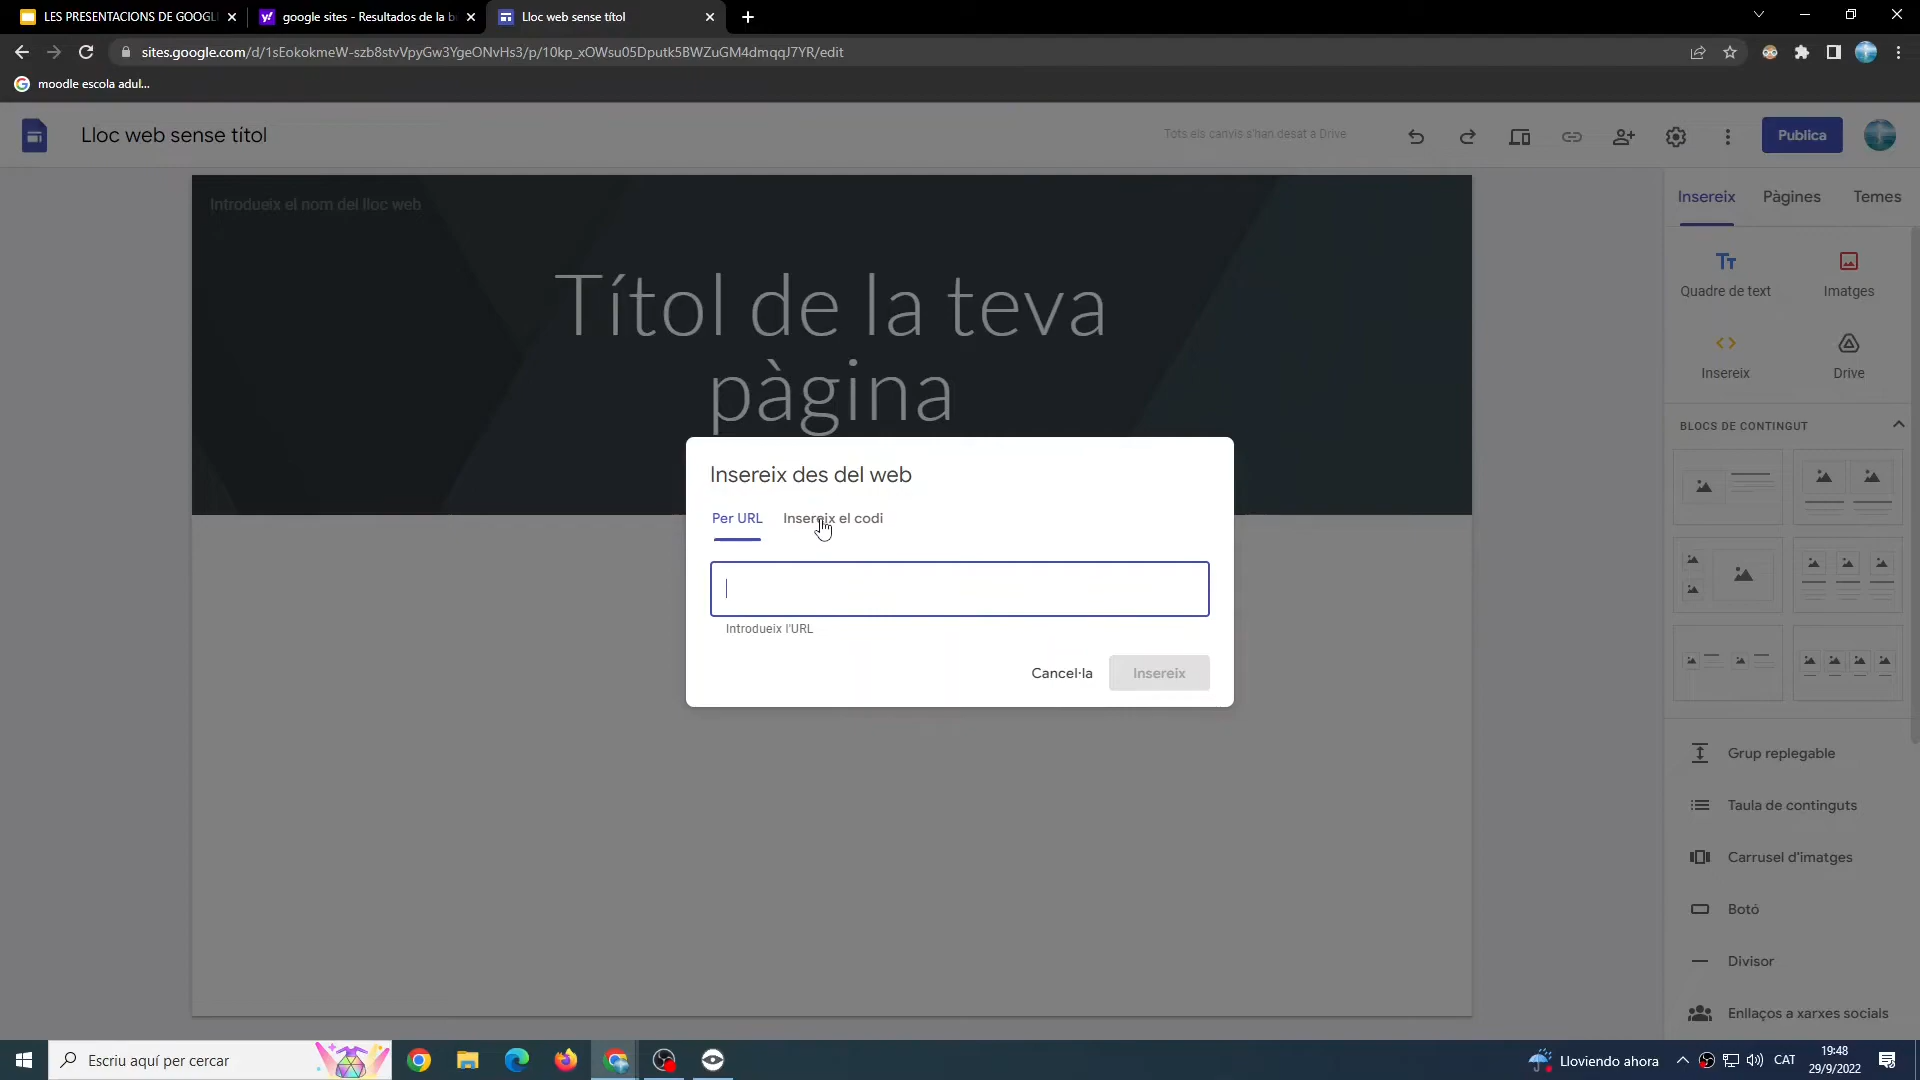 LES PRESENTACIONS DE GOOGL
google sites - Resultados de la b
Lloc web sense títol
sites.google.com/d/1sEokokmeW-szb8stvVpyGw3YgeONvHs3/p/10kp_xOWsu05Dputk5BWZuGM4dmqqJ7YR/edit
moodle escola adul...
Lloc web sense títol
Tots els canvis s'han desat a Drive
Publica
Introdueix el nom del lloc web
Títol de la teva
pàgina
Insereix
Pàgines
Temes
Quadre de text
Imatges
Insereix
Drive
BLOCS DE CONTINGUT
Insereix des del web
Per URL
Insereix el codi
Introdueix l'URL
Cancel·la
Insereix
Grup replegable
Taula de continguts
Carrusel d'imatges
Botó
Divisor
Enllaços a xarxes socials
Escriu aquí per cercar
Lloviendo ahora
CAT
19:48
29/9/2022